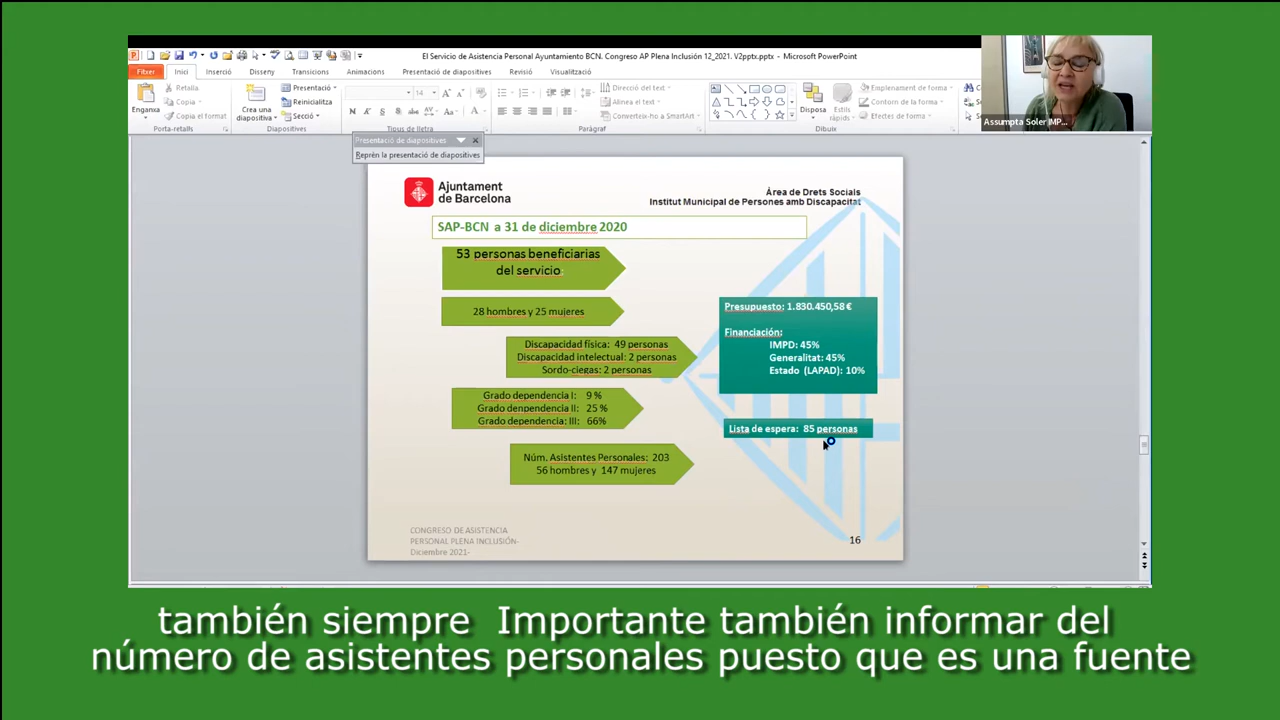 El Servicio de Asistencia Personal Ayuntamiento BCN. Congreso AP Plena Inclusión 12_2021. V2pptx.pptx - Microsoft PowerPoint
Fitxer Inici Inserció Disseny Transicions Animacions Presentació de diapositives Revisió Visualització
Enganxa
Retalla
Copia
Copia el format
Porta-retalls
Crea una
diapositiva
Presentació
Reinicialitza
Secció
Diapositives
14
Tipus de lletra
Direcció del text
Alinea el text
Converteix-ho a SmartArt
Paràgraf
Disposa
Estils
ràpids
Emplenament de forma
Contorn de la forma
Efectes de forma
Dibuix
Assumpta Soler IMP...
Presentació de diapositives
Reprèn la presentació de diapositives
Ajuntament
de Barcelona
Àrea de Drets Socials
Institut Municipal de Persones amb Discapacitat
SAP-BCN a 31 de diciembre 2020
53 personas beneficiarias
del servicio:
28 hombres y 25 mujeres
Discapacidad física: 49 personas
Discapacidad intelectual: 2 personas
Sordo-ciegas: 2 personas
Grado dependencia I: 9 %
Grado denpendencia II: 25 %
Grado dependencia: III: 66%
Núm. Asistentes Personales: 203
56 hombres y 147 mujeres
Presupuesto: 1.830.450,58 €
Financiación:
IMPD: 45%
Generalitat: 45%
Estado (LAPAD): 10%
Lista de espera: 85 personas
CONGRESO DE ASISTENCIA
PERSONAL PLENA INCLUSIÓN-
Diciembre 2021-
16
también siempre Importante también informar del
número de asistentes personales puesto que es una fuente